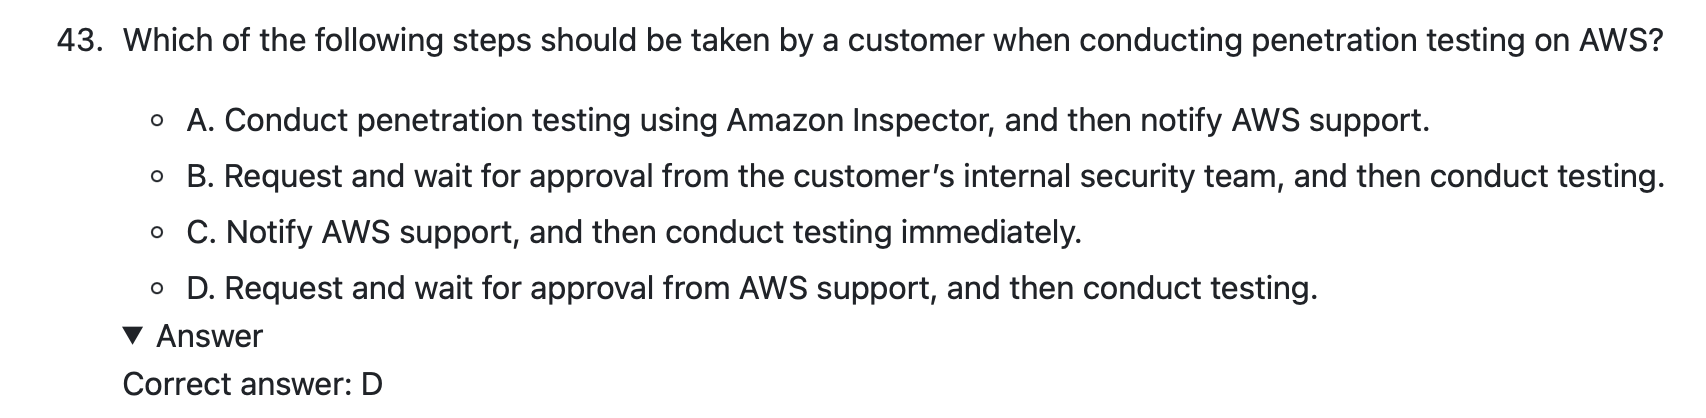 43. Which of the following steps should be taken by a customer when conducting penetration testing on AWS?
A. Conduct penetration testing using Amazon Inspector, and then notify AWS support.
B. Request and wait for approval from the customer's internal security team, and then conduct testing.
C. Notify AWS support, and then conduct testing immediately.
D. Request and wait for approval from AWS support, and then conduct testing.
▼ Answer
Correct answer: D